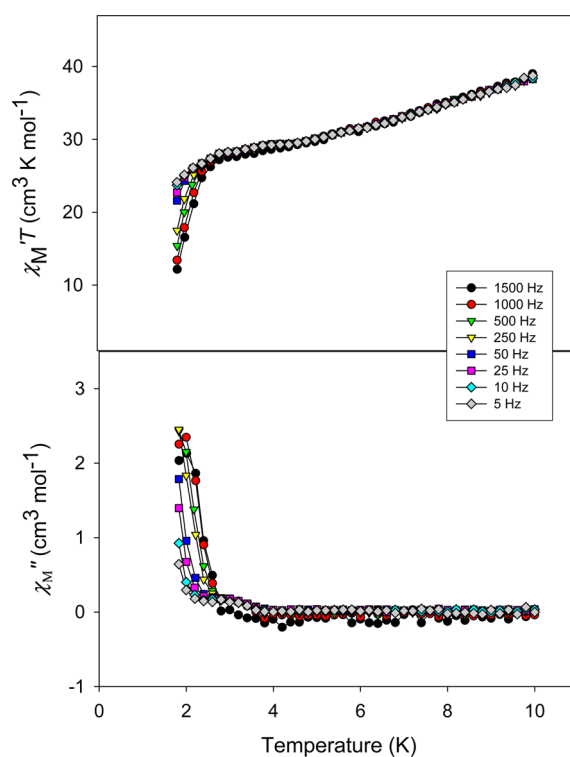 40
30
20
10
χM'T (cm³ K mol⁻¹)
1500 Hz
1000 Hz
500 Hz
250 Hz
50 Hz
25 Hz
10 Hz
5 Hz
3
2
1
0
-1
χM" (cm³ mol⁻¹)
0 2 4 6 8 10
Temperature (K)